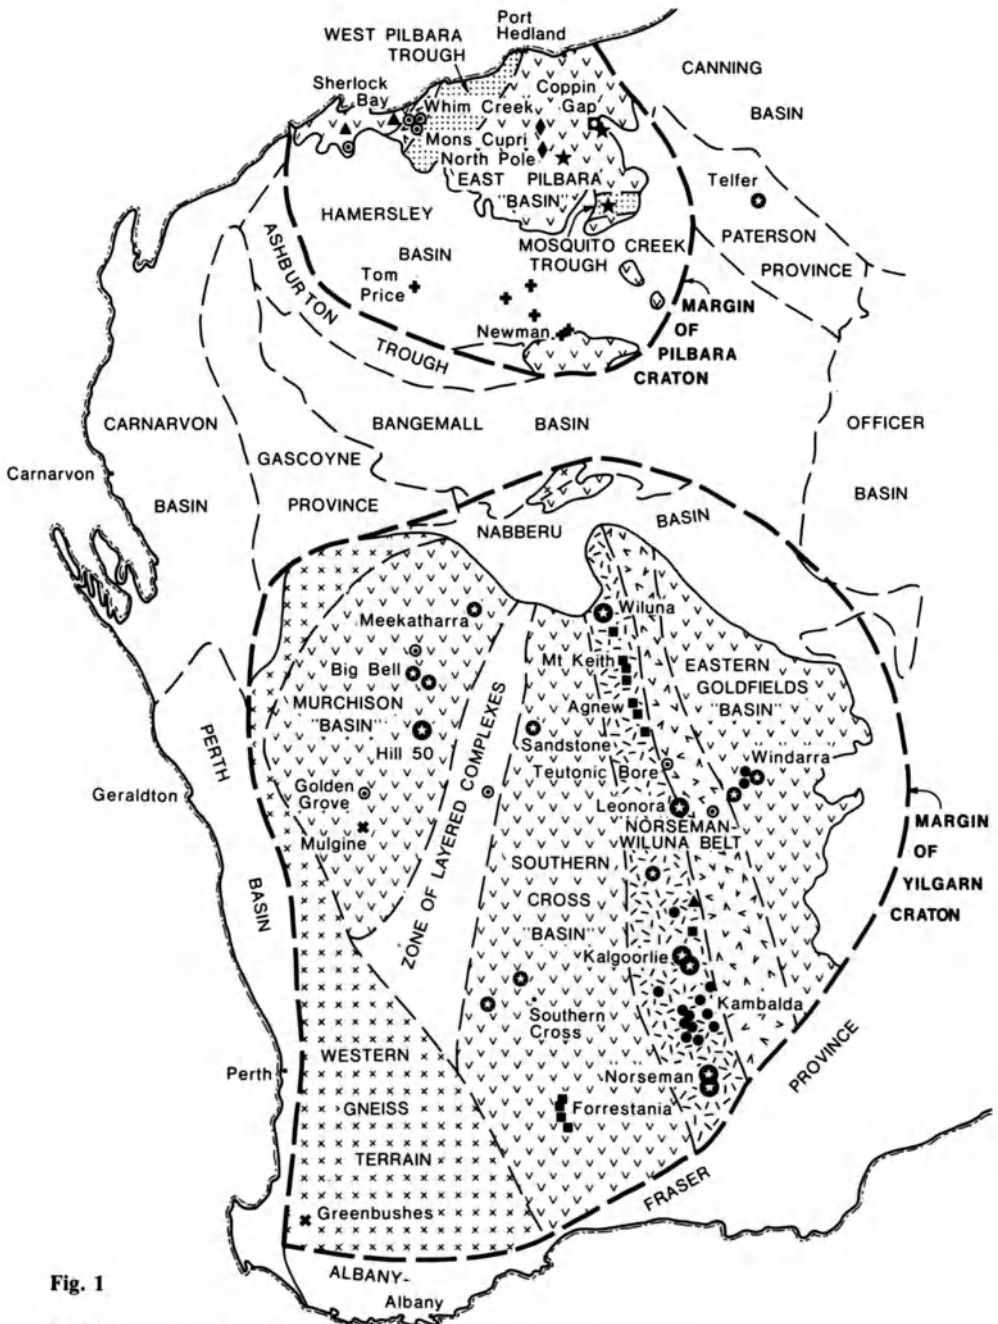 Port
Hedland
WEST PILBARA
TROUGH
CANNING
BASIN
Sherlock
Bay
Coppin
Gap
Whim Creek
Mons Cupri
North Pole
EAST PILBARA
"BASIN"
Telfer
HAMERSLEY
BASIN
PATERSON
PROVINCE
MOSQUITO CREEK
TROUGH
ASHBURTON
TROUGH
Tom
Price
Newman
MARGIN
OF
PILBARA
CRATON
CARNARVON
BASIN
BANGEMALL BASIN
OFFICER
BASIN
Carnarvon
GASCOYNE
PROVINCE
NABBERU
BASIN
Meekatharra
Wiluna
Big Bell
Mt Keith
EASTERN
GOLDFIELDS
"BASIN"
MURCHISON
"BASIN"
Agnew
Hill 50
Sandstone
Windarra
PERTH
BASIN
ZONE OF LAYERED COMPLEXES
Teutonic Bore
Geraldton
Golden
Grove
Leonora
NORSEMAN-
WILUNA BELT
MARGIN
OF
YILGARN
CRATON
Mulgine
SOUTHERN
CROSS
"BASIN"
Kalgoorlie
Southern
Cross
Kambalda
WESTERN
GNEISS
TERRAIN
Perth
Norseman
Forrestania
FRASER
PROVINCE
Greenbushes
ALBANY-
Albany
Fig. 1